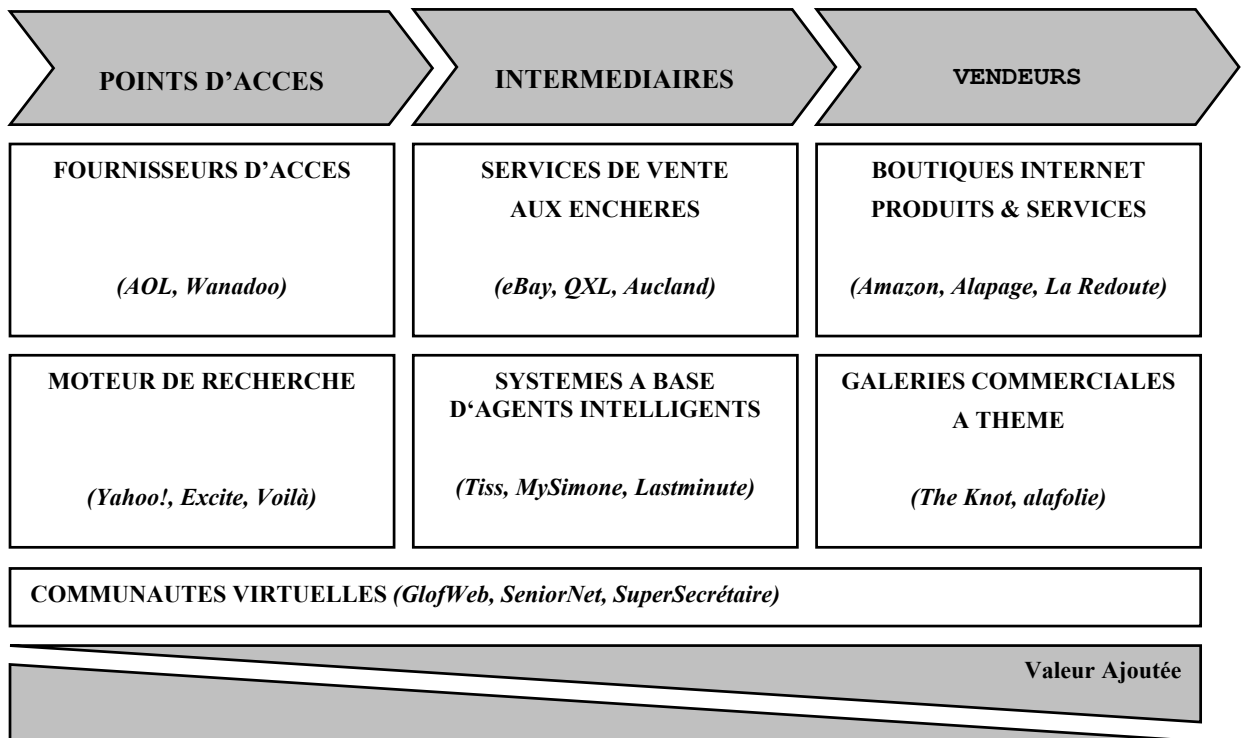 POINTS D’ACCES
INTERMEDIAIRES
VENDEURS
FOURNISSEURS D’ACCES
(AOL, Wanadoo)
SERVICES DE VENTE
AUX ENCHERES
(eBay, QXL, Aucland)
BOUTIQUES INTERNET
PRODUITS & SERVICES
(Amazon, Alapage, La Redoute)
MOTEUR DE RECHERCHE
(Yahoo!, Excite, Voilà)
SYSTEMES A BASE
D‘AGENTS INTELLIGENTS
(Tiss, MySimone, Lastminute)
GALERIES COMMERCIALES
A THEME
(The Knot, alafolie)
COMMUNAUTES VIRTUELLES (GlofWeb, SeniorNet, SuperSecrétaire)
Valeur Ajoutée